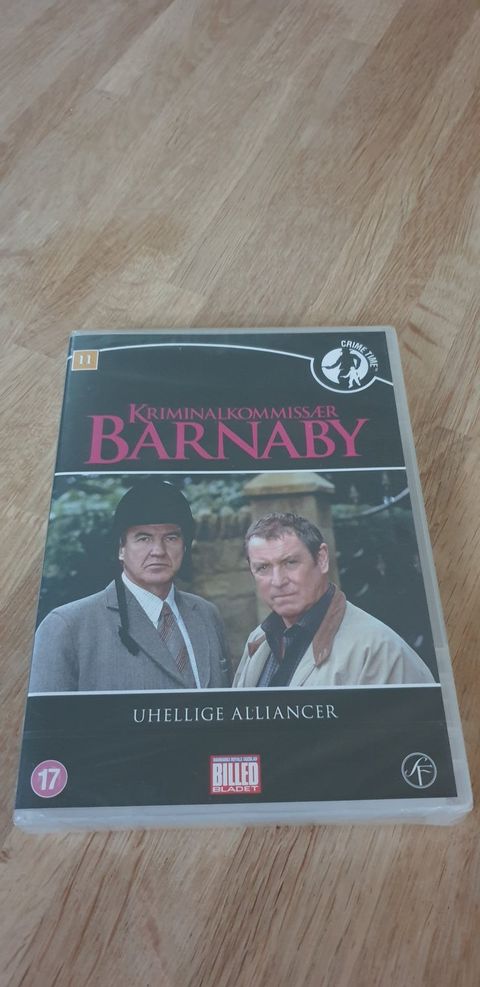 11
CRIME TIME
KRIMINALKOMMISSÆR
BARNABY
UHELLIGE ALLIANCER
17
BILLED
BLADET
SF